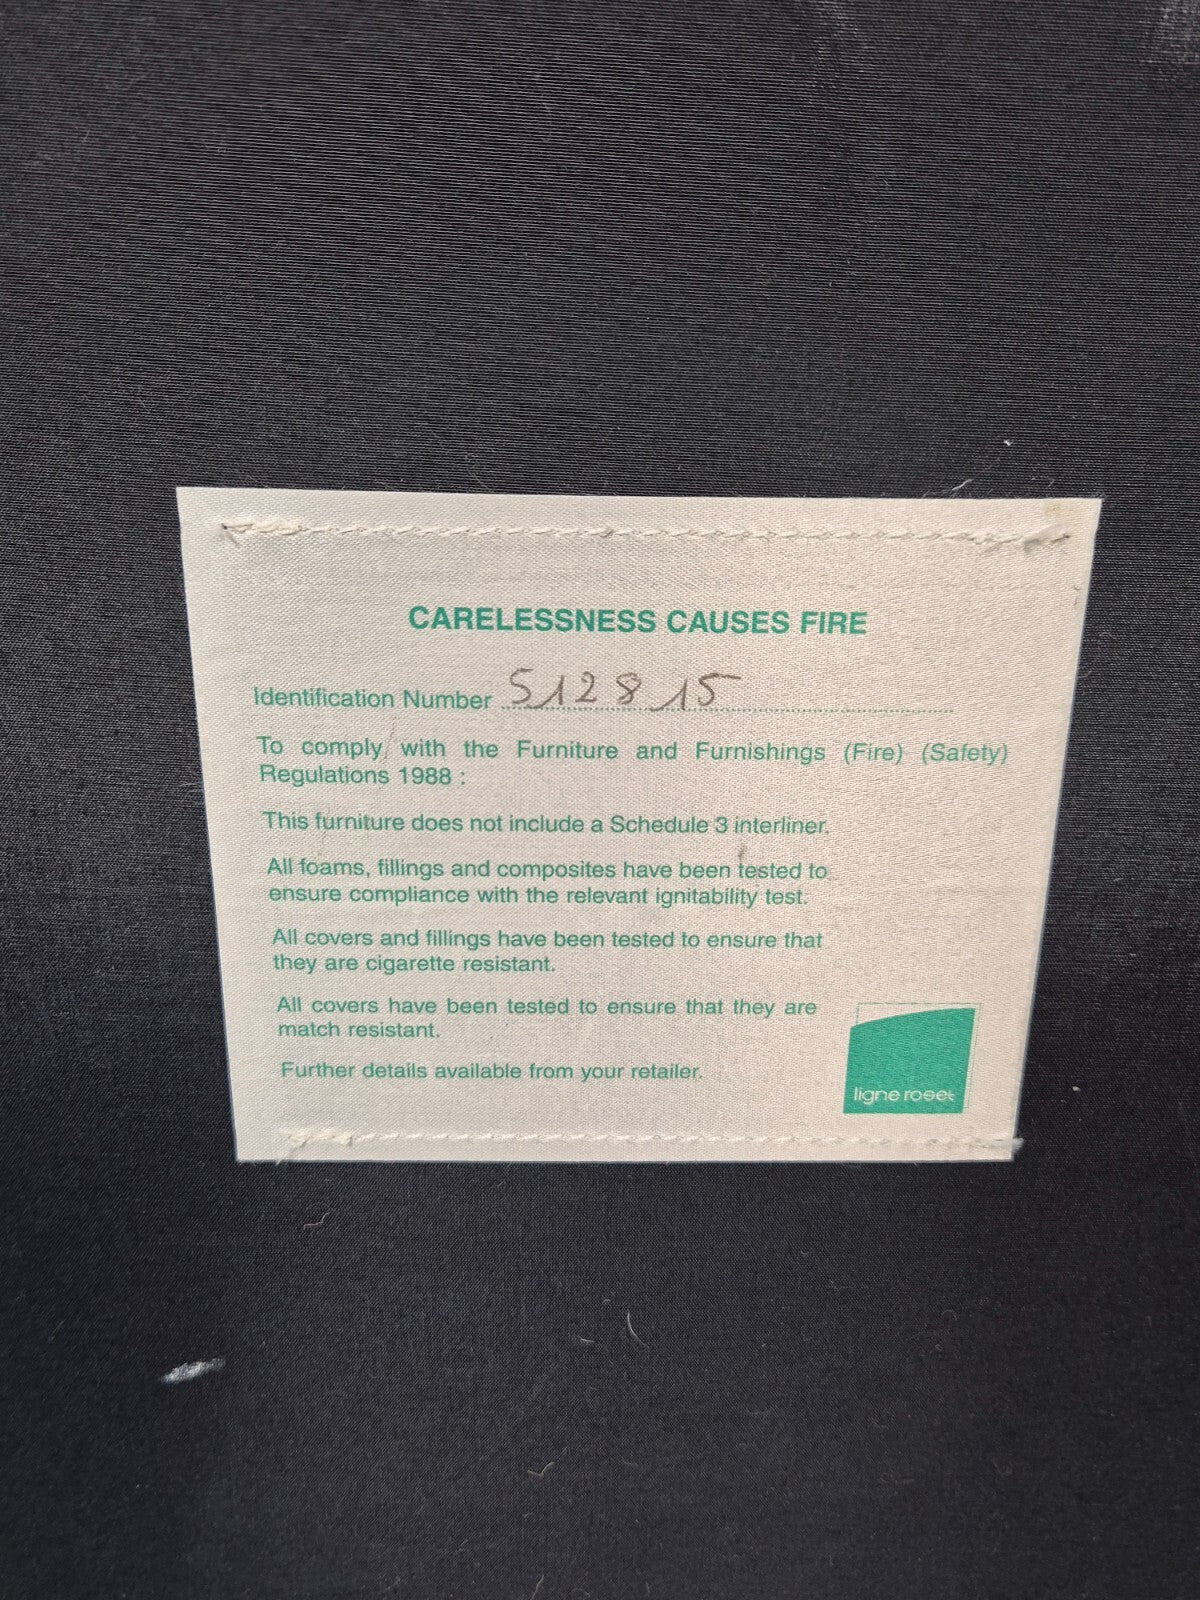 CARELESSNESS CAUSES FIRE
Identification Number 5128 15
To comply with the Furniture and Furnishings (Fire) (Safety)
Regulations 1988 :
This furniture does not include a Schedule 3 interliner.
All foams, fillings and composites have been tested to
ensure compliance with the relevant ignitability test.
All covers and fillings have been tested to ensure that
they are cigarette resistant.
All covers have been tested to ensure that they are
match resistant.
Further details available from your retailer.
ligne roset